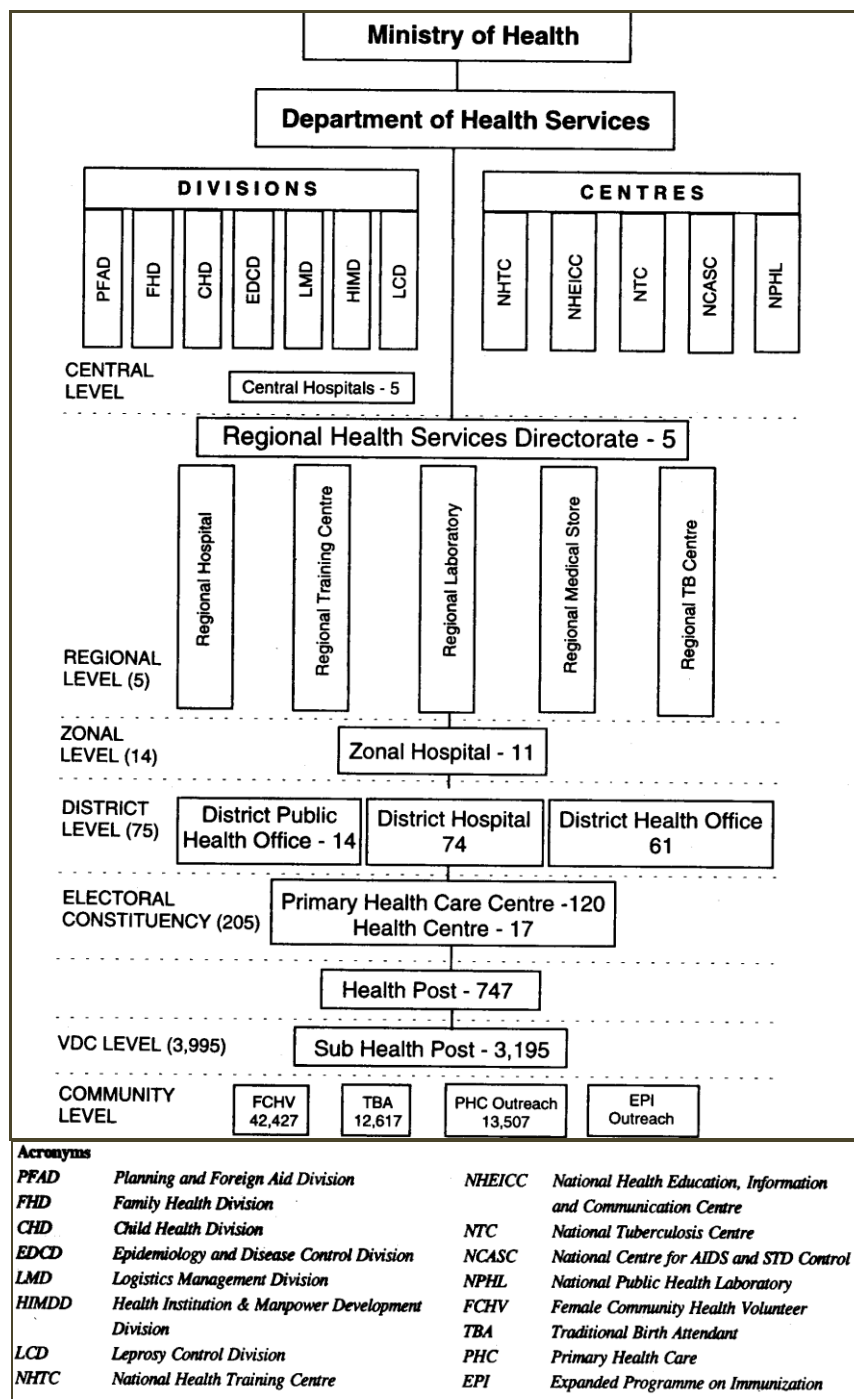 Ministry of Health
Department of Health Services
DIVISIONS
PFAD
FHD
CHD
EDCD
LMD
HIMD
LCD
CENTRES
NHTC
NHEICC
NTC
NCASC
NPHL
CENTRAL
LEVEL
Central Hospitals - 5
Regional Health Services Directorate - 5
Regional Hospital
Regional Training Centre
Regional Laboratory
Regional Medical Store
Regional TB Centre
REGIONAL
LEVEL (5)
ZONAL
LEVEL (14)
Zonal Hospital - 11
DISTRICT
LEVEL (75)
District Public
Health Office - 14
District Hospital
74
District Health Office
61
ELECTORAL
CONSTITUENCY (205)
Primary Health Care Centre -120
Health Centre - 17
Health Post - 747
VDC LEVEL (3,995)
Sub Health Post - 3,195
COMMUNITY
LEVEL
FCHV
42,427
TBA
12,617
PHC Outreach
13,507
EPI
Outreach
Acronyms
PFAD Planning and Foreign Aid Division
FHD Family Health Division
CHD Child Health Division
EDCD Epidemiology and Disease Control Division
LMD Logistics Management Division
HIMDD Health Institution & Manpower Development
Division
LCD Leprosy Control Division
NHTC National Health Training Centre
NHEICC National Health Education, Information
and Communication Centre
NTC National Tuberculosis Centre
NCASC National Centre for AIDS and STD Control
NPHL National Public Health Laboratory
FCHV Female Community Health Volunteer
TBA Traditional Birth Attendant
PHC Primary Health Care
EPI Expanded Programme on Immunization